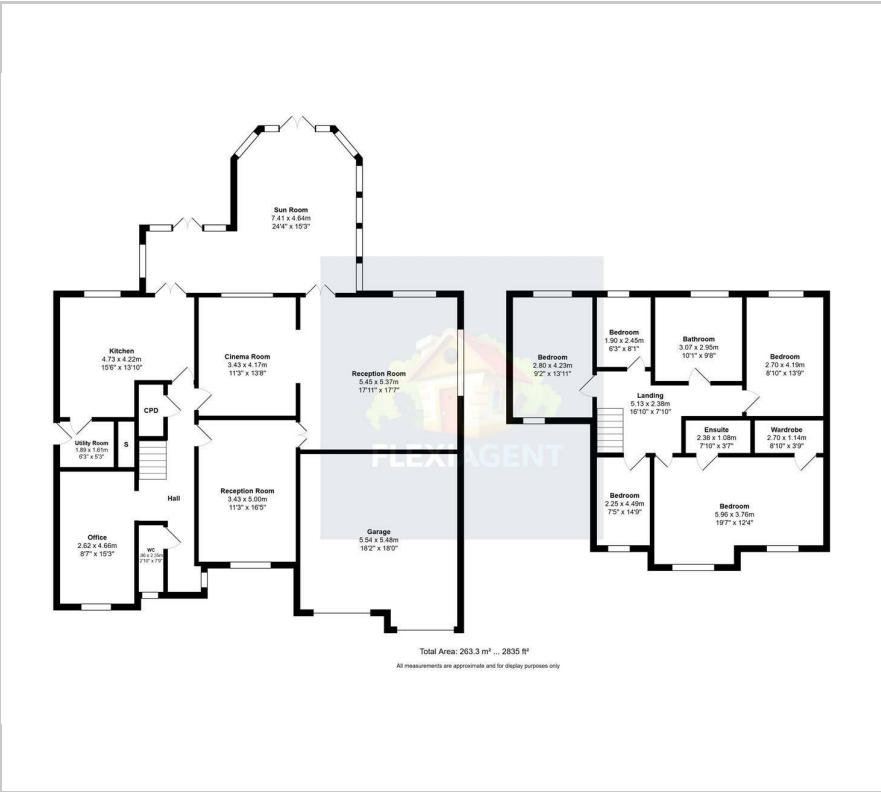 Sun Room
7.41 x 4.64m
24'4" x 15'3"
Kitchen
4.73 x 4.22m
15'6" x 13'10"
Cinema Room
3.43 x 4.17m
11'3" x 13'8"
Reception Room
5.45 x 5.37m
17'11" x 17'7"
CPD
Utility Room
1.89 x 1.61m
6'3" x 5'3"
S
Hall
Reception Room
3.43 x 5.00m
11'3" x 16'5"
Office
2.62 x 4.66m
8'7" x 15'3"
WC
2'10" x 7'9"
Garage
5.54 x 5.48m
18'2" x 18'0"
Bedroom
2.80 x 4.23m
9'2" x 13'11"
Bedroom
1.90 x 2.45m
6'3" x 8'1"
Bathroom
3.07 x 2.95m
10'1" x 9'8"
Bedroom
2.70 x 4.19m
8'10" x 13'9"
Landing
5.13 x 2.38m
16'10" x 7'10"
Ensuite
2.38 x 1.08m
7'10" x 3'7"
Wardrobe
2.70 x 1.14m
8'10" x 3'9"
Bedroom
2.25 x 4.49m
7'5" x 14'9"
Bedroom
5.96 x 3.76m
19'7" x 12'4"
FLEXIAGENT
Total Area: 263.3 m² ... 2835 ft²
All measurements are approximate and for display purposes only